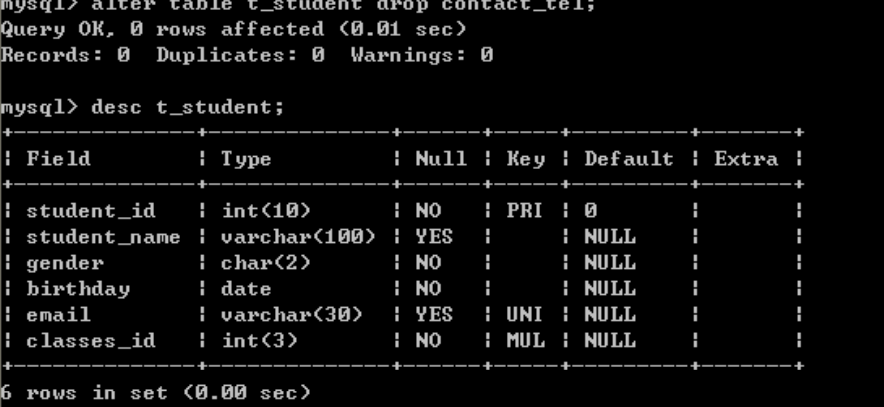 mysql> alter table t_student drop contact_tel;
Query OK, 0 rows affected (0.01 sec)
Records: 0  Duplicates: 0  Warnings: 0

mysql> desc t_student;
+--------------+--------------+------+-----+---------+-------+
| Field        | Type         | Null | Key | Default | Extra |
+--------------+--------------+------+-----+---------+-------+
| student_id   | int(10)      | NO   | PRI | 0       |       |
| student_name | varchar(100) | YES  |     | NULL    |       |
| gender       | char(2)      | NO   |     | NULL    |       |
| birthday     | date         | NO   |     | NULL    |       |
| email        | varchar(30)  | YES  | UNI | NULL    |       |
| classes_id   | int(3)       | NO   | MUL | NULL    |       |
+--------------+--------------+------+-----+---------+-------+
6 rows in set (0.00 sec)